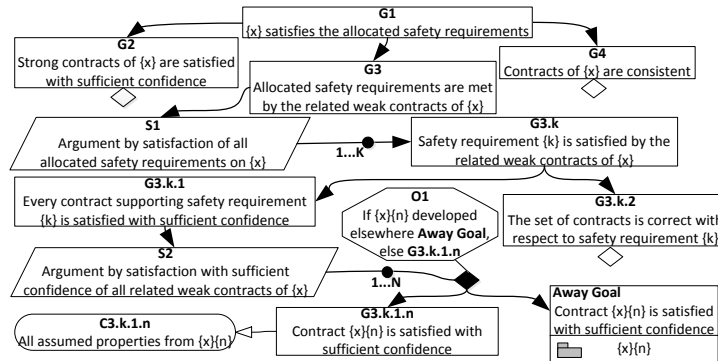 G1
{x} satisfies the allocated safety requirements
G2
Strong contracts of {x} are satisfied
with sufficient confidence
G3
Allocated safety requirements are met
by the related weak contracts of {x}
G4
Contracts of {x} are consistent
S1
Argument by satisfaction of all
allocated safety requirements on {x}
1...K
G3.k
Safety requirement {k} is satisfied by the
related weak contracts of {x}
G3.k.1
Every contract supporting safety requirement
{k} is satisfied with sufficient confidence
O1
If {x}{n} developed
elsewhere Away Goal,
else G3.k.1.n
G3.k.2
The set of contracts is correct with
respect to safety requirement {k}
S2
Argument by satisfaction with sufficient
confidence of all related weak contracts of {x}
1...N
C3.k.1.n
All assumed properties from {x}{n}
G3.k.1.n
Contract {x}{n} is satisfied with
sufficient confidence
Away Goal
Contract {x}{n} is satisfied
with sufficient confidence
{x}{n}